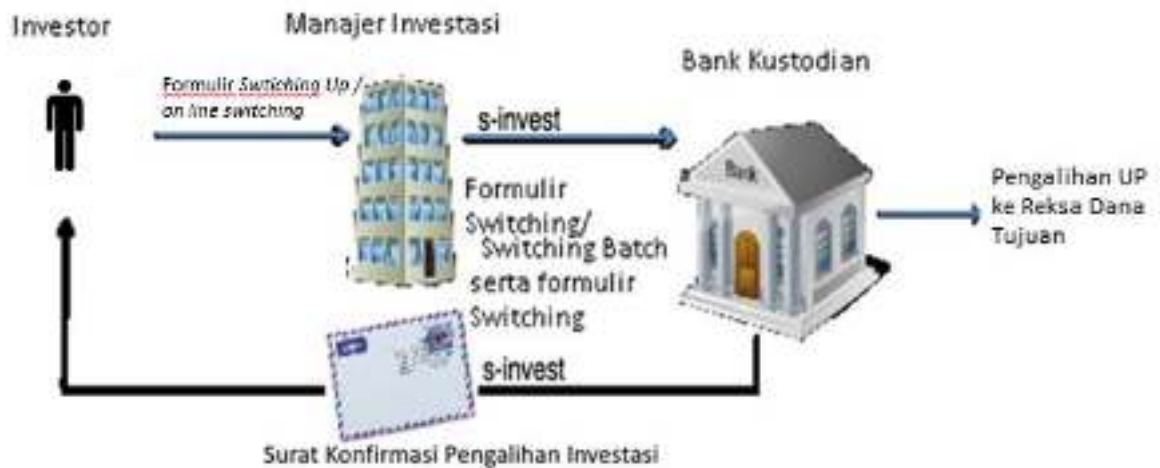 Investor
Manajer Investasi
Bank Kustodian
Formulir Swtiching Up /
on line switching
s-invest
Bank
Formulir
Switching/
Switching Batch
serta formulir
Switching
Pengalihan UP
ke Reksa Dana
Tujuan
s-invest
Surat Konfirmasi Pengalihan Investasi